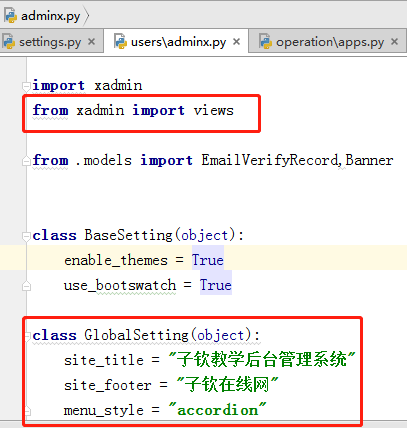 adminx.py
settings.py × users\adminx.py × operation\apps.py ×
import xadmin
from xadmin import views
from .models import EmailVerifyRecord,Banner
class BaseSetting(object):
enable_themes = True
use_bootswatch = True
class GlobalSetting(object):
site_title = "子钦教学后台管理系统"
site_footer = "子钦在线网"
menu_style = "accordion"